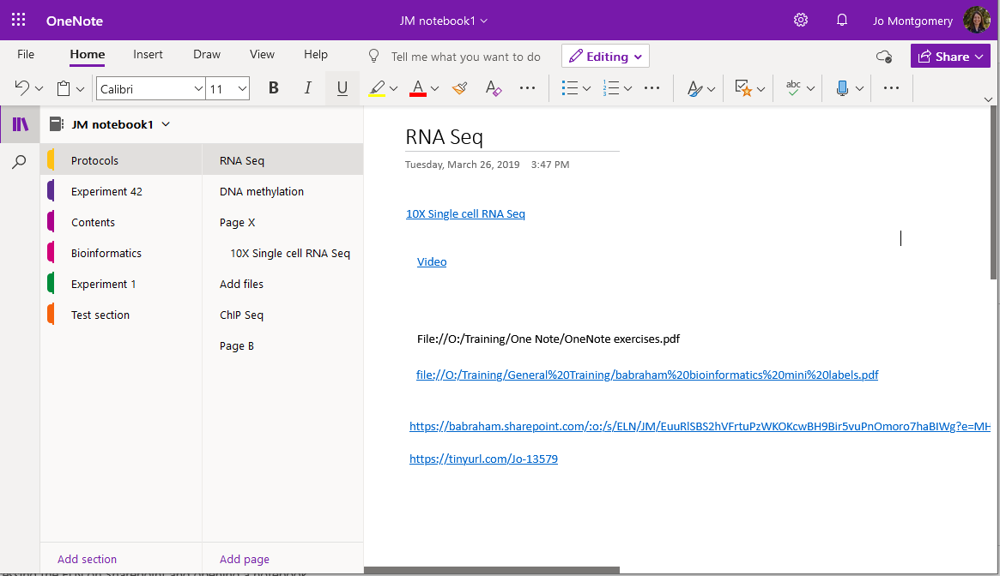 OneNote
JM notebook1
Jo Montgomery
File Home Insert Draw View Help Tell me what you want to do Editing Share
Calibri 11 B I U A A abc
1 2 3
JM notebook1
Protocols
Experiment 42
Contents
Bioinformatics
Experiment 1
Test section
Add section
RNA Seq
DNA methylation
Page X
10X Single cell RNA Seq
Add files
ChIP Seq
Page B
Add page
RNA Seq
Tuesday, March 26, 2019 3:47 PM
10X Single cell RNA Seq
Video
File://O:/Training/One Note/OneNote exercises.pdf
file://O:/Training/General%20Training/babraham%20bioinformatics%20mini%20labels.pdf
https://babraham.sharepoint.com/:o:/s/ELN/JM/EuuRlSBS2hVFrtuPzWKOKcwBH9Bir5vuPnOmoro7haBIWg?e=MH
https://tinyurl.com/Jo-13579